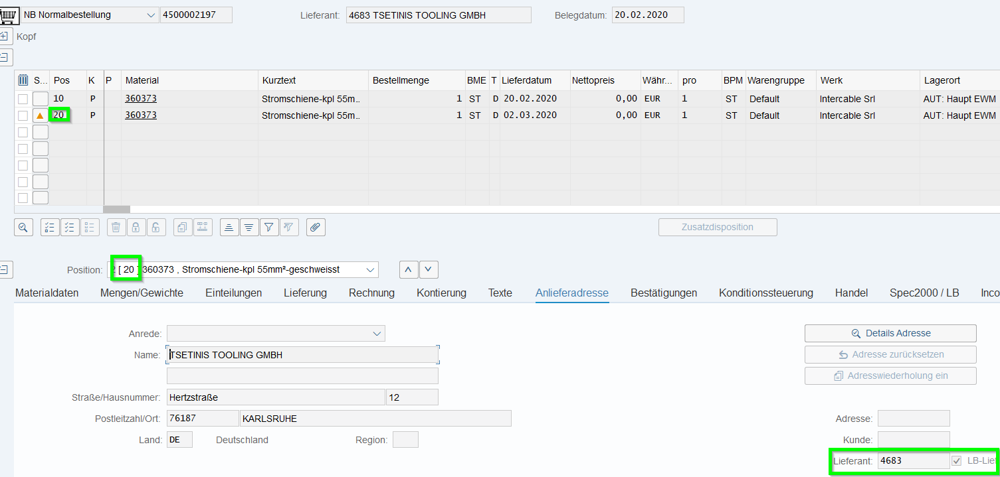 NB Normalbestellung 4500002197 Lieferant: 4683 TSETINIS TOOLING GMBH Belegdatum: 20.02.2020
Kopf
S... Pos K P Material Kurztext Bestellmenge BME T Lieferdatum Nettopreis Währ... pro BPM Warengruppe Werk Lagerort
10 P 360373 Stromschiene-kpl 55m... 1 ST D 20.02.2020 0,00 EUR 1 ST Default Intercable Srl AUT: Haupt EWM
20 P 360373 Stromschiene-kpl 55m... 1 ST D 02.03.2020 0,00 EUR 1 ST Default Intercable Srl AUT: Haupt EWM
Zusatzdisposition
Position: 2 [ 20 ] 360373 , Stromschiene-kpl 55mm²-geschweisst
Materialdaten Mengen/Gewichte Einteilungen Lieferung Rechnung Kontierung Texte Anlieferadresse Bestätigungen Konditionssteuerung Handel Spec2000 / LB Inco
Anrede: Details Adresse
Name: TSETINIS TOOLING GMBH Adresse zurücksetzen
Adresswiederholung ein
Straße/Hausnummer: Hertzstraße 12
Postleitzahl/Ort: 76187 KARLSRUHE Adresse:
Land: DE Deutschland Region: Kunde:
Lieferant: 4683 LB-Lief